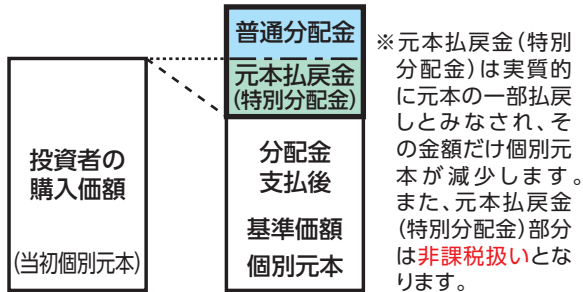 普通分配金
元本払戻金
(特別分配金)
投資者の
購入価額
(当初個別元本)
分配金
支払後
基準価額
個別元本
※元本払戻金(特別
分配金)は実質的
に元本の一部払戻
しとみなされ、そ
の金額だけ個別元
本が減少します。
また、元本払戻金
(特別分配金)部分
は非課税扱いとな
ります。